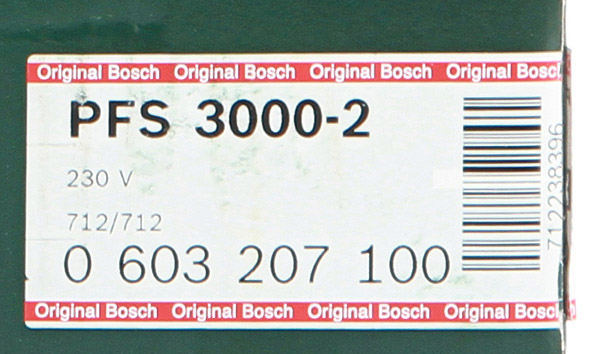 Original Bosch Original Bosch Original Bosch Original Bosch
PFS 3000-2
230 V
712/712
0 603 207 100
712238396
Original Bosch Original Bosch Original Bosch Original Bosch